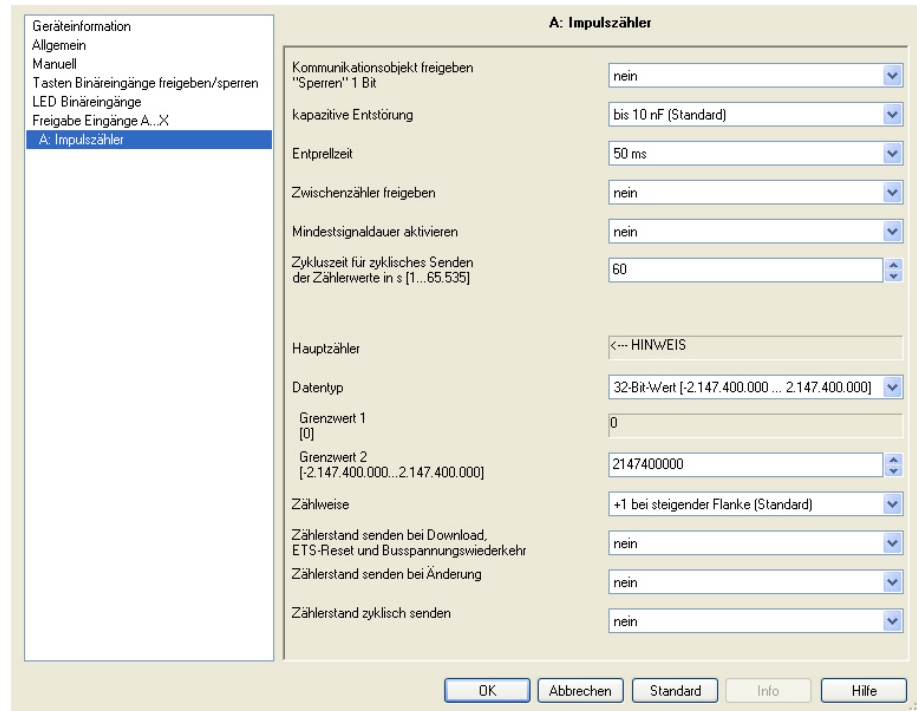 A: Impulszähler
Geräteinformation
Allgemein
Manuell
Tasten Binäreingänge freigeben/sperren
LED Binäreingänge
Freigabe Eingänge A...X
A: Impulszähler
Kommunikationsobjekt freigeben
"Sperren" 1 Bit
nein
kapazitive Entstörung
bis 10 nF (Standard)
Entprellzeit
50 ms
Zwischenzähler freigeben
nein
Mindestsignaldauer aktivieren
nein
Zykluszeit für zyklisches Senden
der Zählerwerte in s [1...65.535]
60
Hauptzähler
<--- HINWEIS
Datentyp
32-Bit-Wert [-2.147.400.000 ... 2.147.400.000]
Grenzwert 1
[0]
0
Grenzwert 2
[-2.147.400.000...2.147.400.000]
2147400000
Zählweise
+1 bei steigender Flanke (Standard)
Zählerstand senden bei Download,
ETS-Reset und Busspannungswiederkehr
nein
Zählerstand senden bei Änderung
nein
Zählerstand zyklisch senden
nein
OK
Abbrechen
Standard
Info
Hilfe